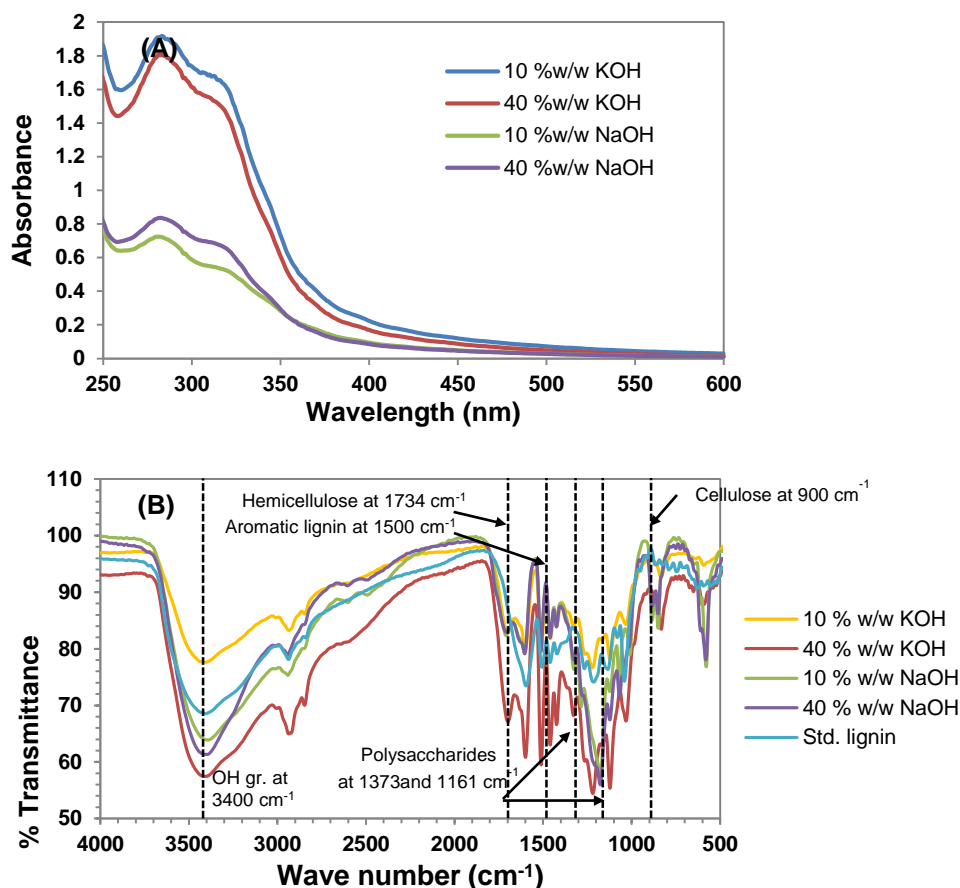 2
1.8
1.6
1.4
1.2
1
0.8
0.6
0.4
0.2
0
Absorbance
(A)
10 %w/w KOH
40 %w/w KOH
10 %w/w NaOH
40 %w/w NaOH
250 300 350 400 450 500 550 600
Wavelength (nm)
110
100
90
80
70
60
50
% Transmittance
(B)
Hemicellulose at 1734 cm⁻¹
Aromatic lignin at 1500 cm⁻¹
Cellulose at 900 cm⁻¹
OH gr. at
3400 cm⁻¹
Polysaccharides
at 1373and 1161 cm⁻¹
10 % w/w KOH
40 % w/w KOH
10 % w/w NaOH
40 % w/w NaOH
Std. lignin
4000 3500 3000 2500 2000 1500 1000 500
Wave number (cm⁻¹)